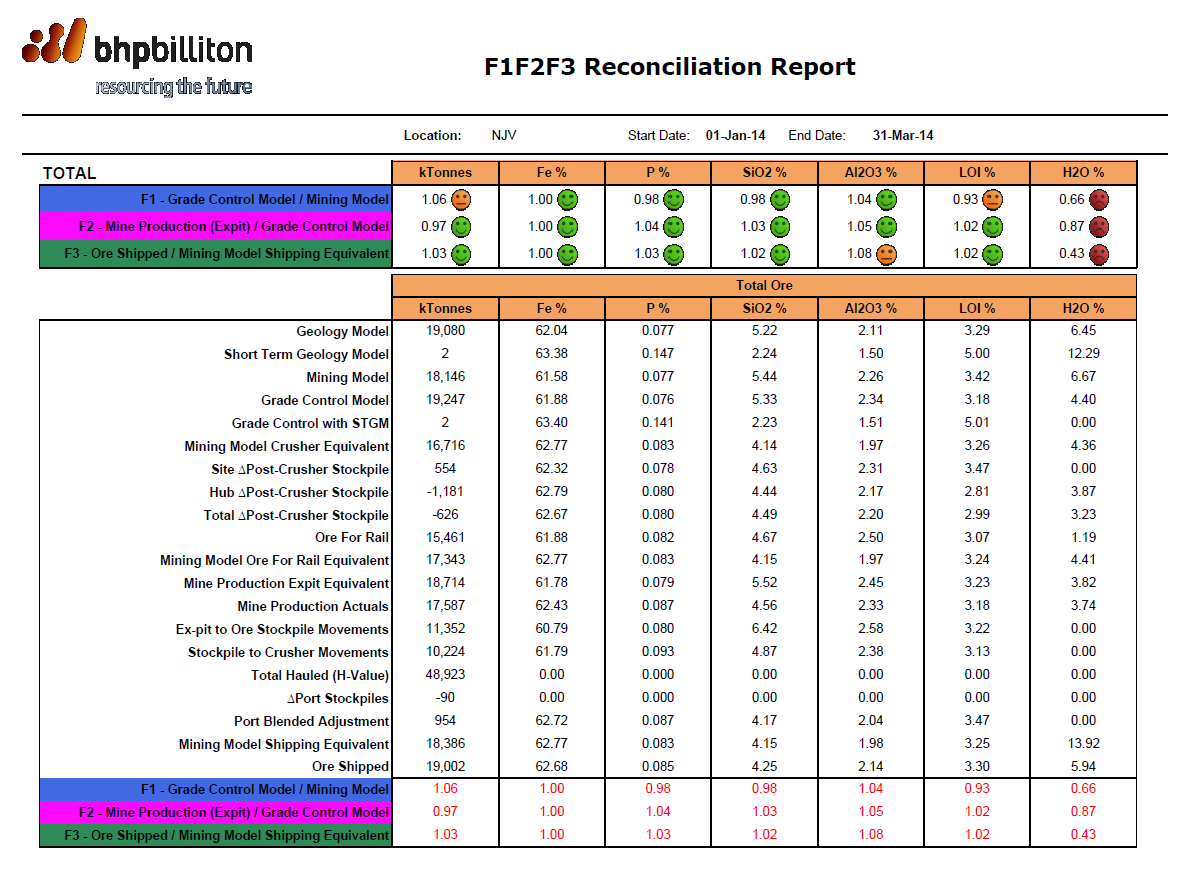 bhpbilliton
resourcing the future
F1F2F3 Reconciliation Report
Location: NJV Start Date: 01-Jan-14 End Date: 31-Mar-14
TOTAL kTonnes Fe % P % SiO2 % Al2O3 % LOI % H2O %
F1 - Grade Control Model / Mining Model 1.06 1.00 0.98 0.98 1.04 0.93 0.66
F2 - Mine Production (Expit) / Grade Control Model 0.97 1.00 1.04 1.03 1.05 1.02 0.87
F3 - Ore Shipped / Mining Model Shipping Equivalent 1.03 1.00 1.03 1.02 1.08 1.02 0.43
Total Ore
kTonnes Fe % P % SiO2 % Al2O3 % LOI % H2O %
Geology Model 19,080 62.04 0.077 5.22 2.11 3.29 6.45
Short Term Geology Model 2 63.38 0.147 2.24 1.50 5.00 12.29
Mining Model 18,146 61.58 0.077 5.44 2.26 3.42 6.67
Grade Control Model 19,247 61.88 0.076 5.33 2.34 3.18 4.40
Grade Control with STGM 2 63.40 0.141 2.23 1.51 5.01 0.00
Mining Model Crusher Equivalent 16,716 62.77 0.083 4.14 1.97 3.26 4.36
Site ∆Post-Crusher Stockpile 554 62.32 0.078 4.63 2.31 3.47 0.00
Hub ∆Post-Crusher Stockpile -1,181 62.79 0.080 4.44 2.17 2.81 3.87
Total ∆Post-Crusher Stockpile -626 62.67 0.080 4.49 2.20 2.99 3.23
Ore For Rail 15,461 61.88 0.082 4.67 2.50 3.07 1.19
Mining Model Ore For Rail Equivalent 17,343 62.77 0.083 4.15 1.97 3.24 4.41
Mine Production Expit Equivalent 18,714 61.78 0.079 5.52 2.45 3.23 3.82
Mine Production Actuals 17,587 62.43 0.087 4.56 2.33 3.18 3.74
Ex-pit to Ore Stockpile Movements 11,352 60.79 0.080 6.42 2.58 3.22 0.00
Stockpile to Crusher Movements 10,224 61.79 0.093 4.87 2.38 3.13 0.00
Total Hauled (H-Value) 48,923 0.00 0.000 0.00 0.00 0.00 0.00
∆Port Stockpiles -90 0.00 0.000 0.00 0.00 0.00 0.00
Port Blended Adjustment 954 62.72 0.087 4.17 2.04 3.47 0.00
Mining Model Shipping Equivalent 18,386 62.77 0.083 4.15 1.98 3.25 13.92
Ore Shipped 19,002 62.68 0.085 4.25 2.14 3.30 5.94
F1 - Grade Control Model / Mining Model 1.06 1.00 0.98 0.98 1.04 0.93 0.66
F2 - Mine Production (Expit) / Grade Control Model 0.97 1.00 1.04 1.03 1.05 1.02 0.87
F3 - Ore Shipped / Mining Model Shipping Equivalent 1.03 1.00 1.03 1.02 1.08 1.02 0.43